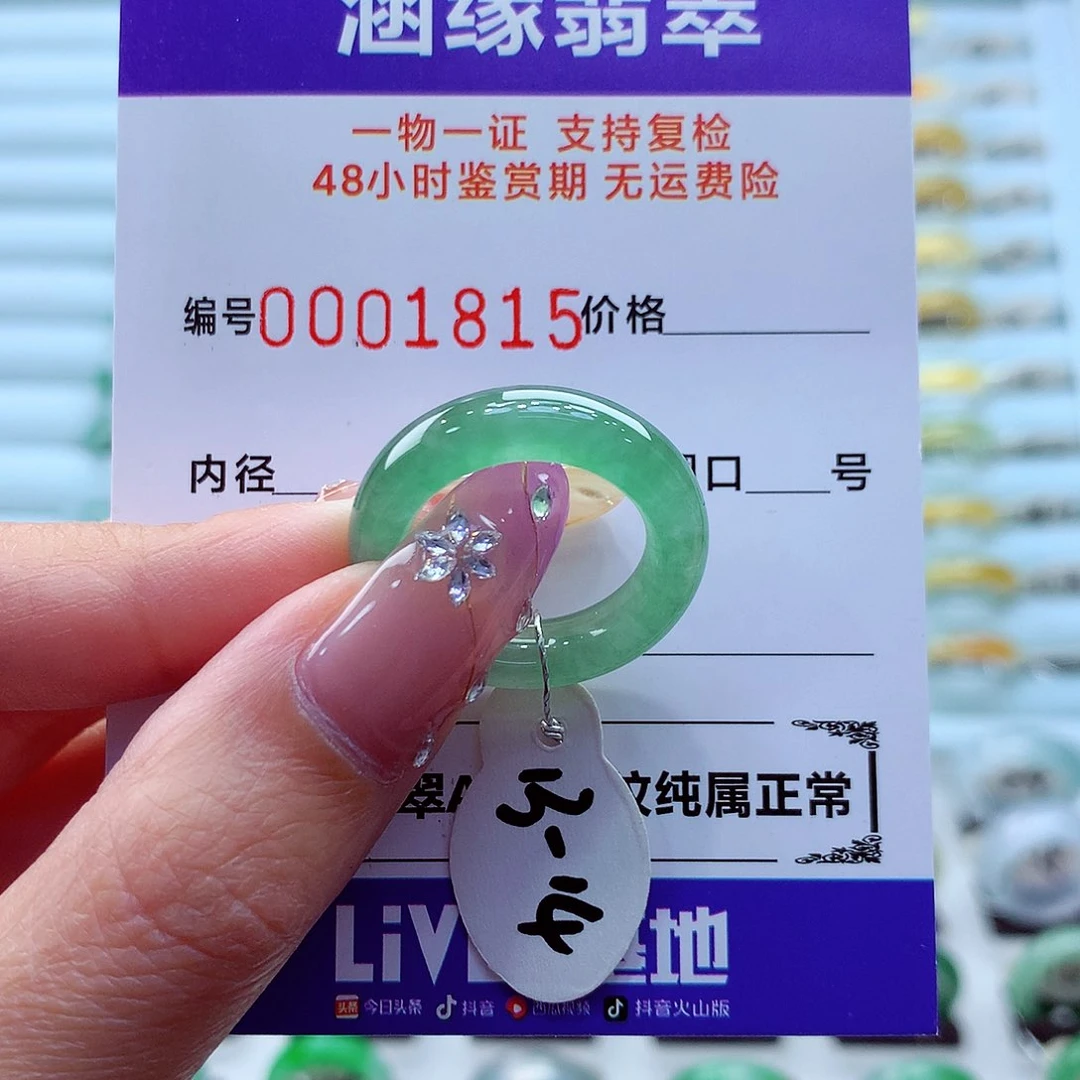 涵缘翡翠
一物一证 支持复检
48小时鉴赏期 无运费险
编号0001815价格
内径
口 号
翠A 纹纯属正常
13-14
LiV 基地
今日头条 抖音 西瓜视频 抖音火山版